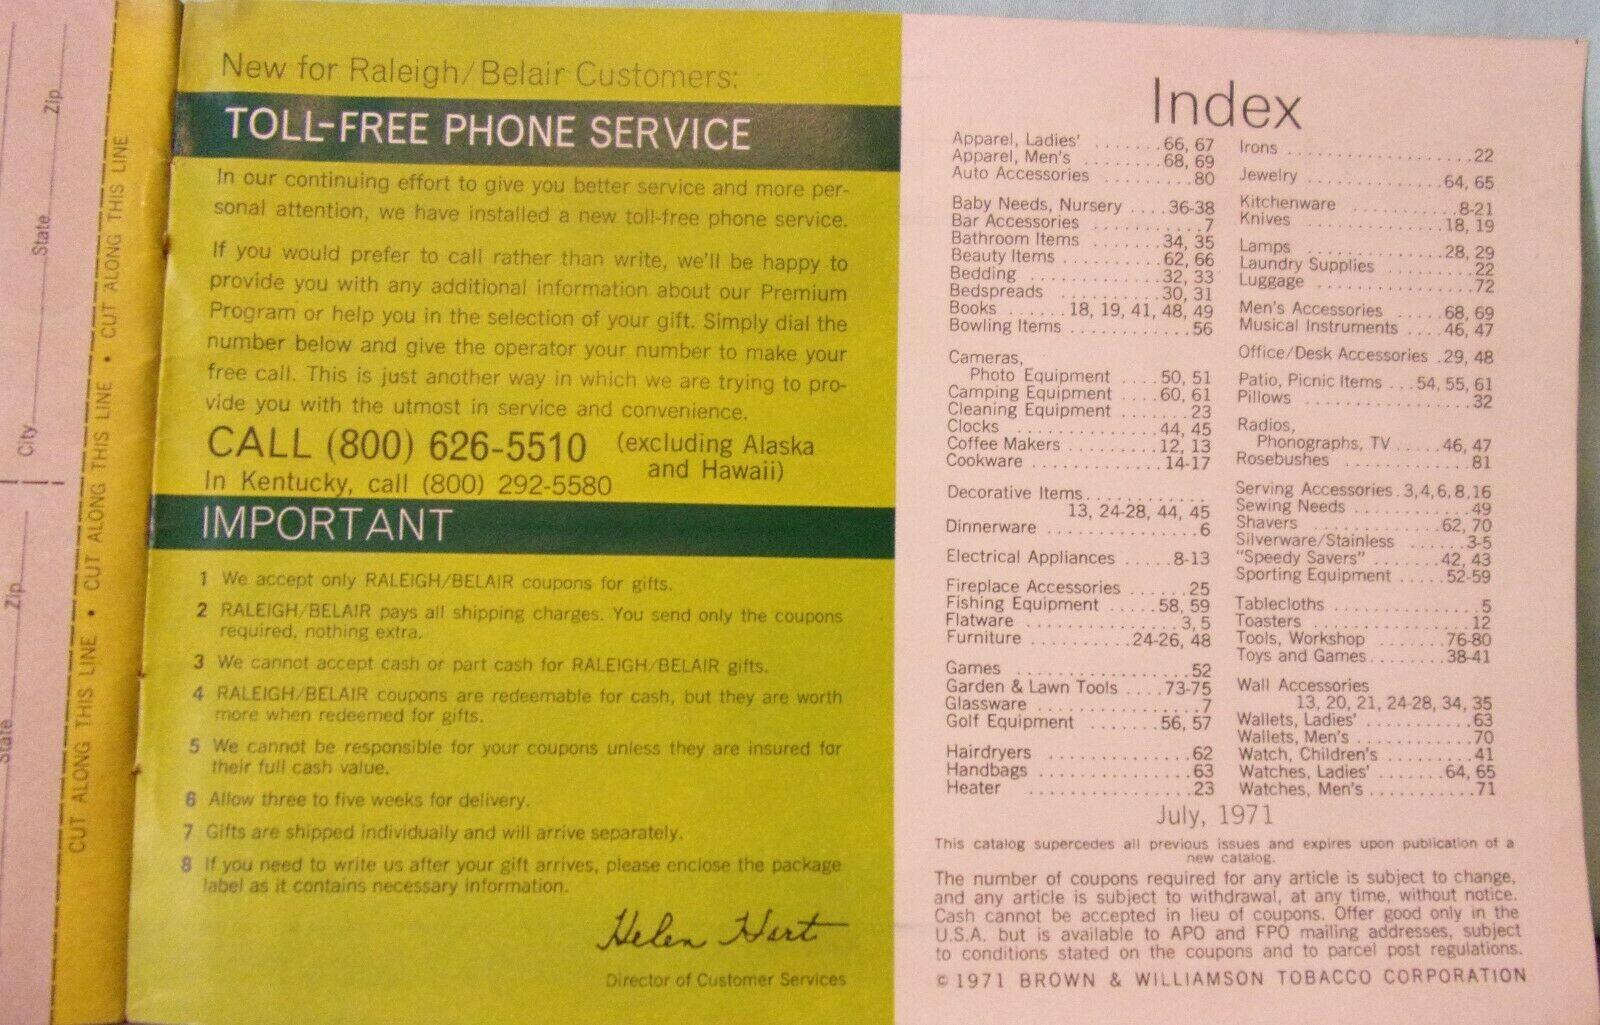 Zip
State
City
Zip
State
CUT ALONG THIS LINE • CUT ALONG THIS LINE • CUT ALONG THIS LINE
New for Raleigh/Belair Customers:
TOLL-FREE PHONE SERVICE
In our continuing effort to give you better service and more per-
sonal attention, we have installed a new toll-free phone service.
If you would prefer to call rather than write, we'll be happy to
provide you with any additional information about our Premium
Program or help you in the selection of your gift. Simply dial the
number below and give the operator your number to make your
free call. This is just another way in which we are trying to pro-
vide you with the utmost in service and convenience.
CALL (800) 626-5510 (excluding Alaska
and Hawaii)
In Kentucky, call (800) 292-5580
IMPORTANT
1 We accept only RALEIGH/BELAIR coupons for gifts.
2 RALEIGH/BELAIR pays all shipping charges. You send only the coupons
required, nothing extra.
3 We cannot accept cash or part cash for RALEIGH/BELAIR gifts.
4 RALEIGH/BELAIR coupons are redeemable for cash, but they are worth
more when redeemed for gifts.
5 We cannot be responsible for your coupons unless they are insured for
their full cash value.
6 Allow three to five weeks for delivery.
7 Gifts are shipped individually and will arrive separately.
8 If you need to write us after your gift arrives, please enclose the package
label as it contains necessary information.
Helen Hart
Director of Customer Services
Index
Apparel, Ladies' .......66, 67
Apparel, Men's ........68, 69
Auto Accessories .........80
Baby Needs, Nursery ....36-38
Bar Accessories ...........7
Bathroom Items .......34, 35
Beauty Items ..........62, 66
Bedding .............32, 33
Bedspreads ..........30, 31
Books ......18, 19, 41, 48, 49
Bowling Items ............56
Cameras,
Photo Equipment ....50, 51
Camping Equipment ....60, 61
Cleaning Equipment .......23
Clocks ..............44, 45
Coffee Makers ........12, 13
Cookware .............14-17
Decorative Items............
13, 24-28, 44, 45
Dinnerware ...............6
Electrical Appliances ......8-13
Fireplace Accessories ......25
Fishing Equipment .....58, 59
Flatware ...............3, 5
Furniture .........24-26, 48
Games .................52
Garden & Lawn Tools ....73-75
Glassware ................7
Golf Equipment .......56, 57
Hairdryers ..............62
Handbags ...............63
Heater ................23
Irons ..................22
Jewelry ..............64, 65
Kitchenware ..........8-21
Knives ..............18, 19
Lamps .............28, 29
Laundry Supplies .........22
Luggage ...............72
Men's Accessories .....68, 69
Musical Instruments ....46, 47
Office/Desk Accessories .29, 48
Patio, Picnic Items ...54, 55, 61
Pillows ................32
Radios,
Phonographs, TV .....46, 47
Rosebushes ............81
Serving Accessories.3,4,6,8,16
Sewing Needs ............49
Shavers ............62, 70
Silverware/Stainless ......3-5
"Speedy Savers" .......42, 43
Sporting Equipment .....52-59
Tablecloths ..............5
Toasters ...............12
Tools, Workshop .......76-80
Toys and Games.......38-41
Wall Accessories
13, 20, 21, 24-28, 34, 35
Wallets, Ladies' ..........63
Wallets, Men's ...........70
Watch, Children's ........41
Watches, Ladies' ......64, 65
Watches, Men's ..........71
July, 1971
This catalog supercedes all previous issues and expires upon publication of a
new catalog.
The number of coupons required for any article is subject to change,
and any article is subject to withdrawal, at any time, without notice.
Cash cannot be accepted in lieu of coupons. Offer good only in the
U.S.A. but is available to APO and FPO mailing addresses, subject
to conditions stated on the coupons and to parcel post regulations.
© 1971 BROWN & WILLIAMSON TOBACCO CORPORATION